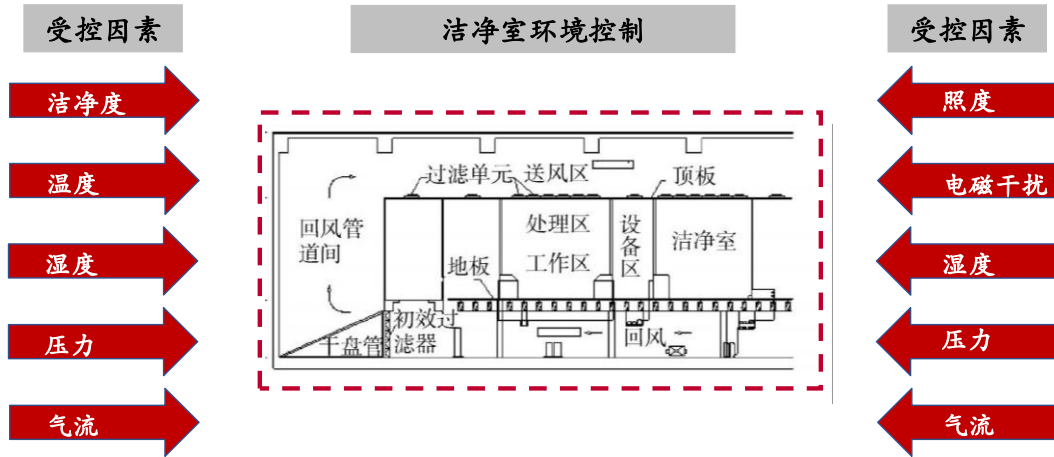 受控因素
洁净室环境控制
受控因素
洁净度
温度
湿度
压力
气流
过滤单元
送风区
顶板
回风管
道间
处理区
工作区
设
备
区
洁净室
地板
初效过
滤器
干盘管
回风
照度
电磁干扰
湿度
压力
气流